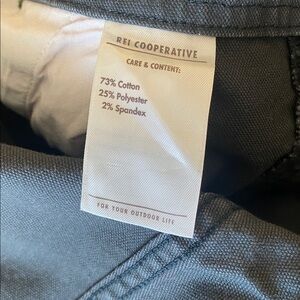 REI COOPERATIVE
CARE & CONTENT:
73% Cotton
25% Polyester
2% Spandex
FOR YOUR OUTDOOR LIFE